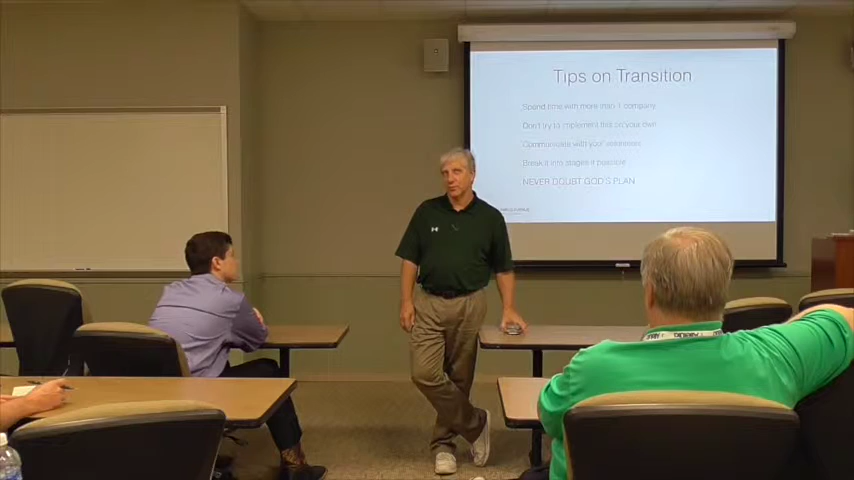 Tips on Transition
Spend time with more than 1 company
Don't try to implement this on your own
Communicate with your
Break it into stages if possible
NEVER DOUBT GOD'S PLAN